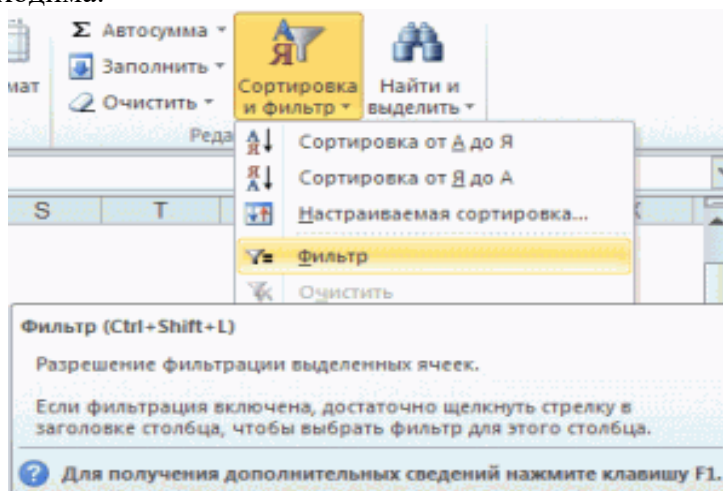 Σ Автосумма
Заполнить
Очистить
Сортировка и фильтр
Найти и выделить
Сортировка от А до Я
Сортировка от Я до А
S T
Настраиваемая сортировка...
Фильтр
Очистить
Фильтр (Ctrl+Shift+L)
Разрешение фильтрации выделенных ячеек.
Если фильтрация включена, достаточно щелкнуть стрелку в
заголовке столбца, чтобы выбрать фильтр для этого столбца.
Для получения дополнительных сведений нажмите клавишу F1.